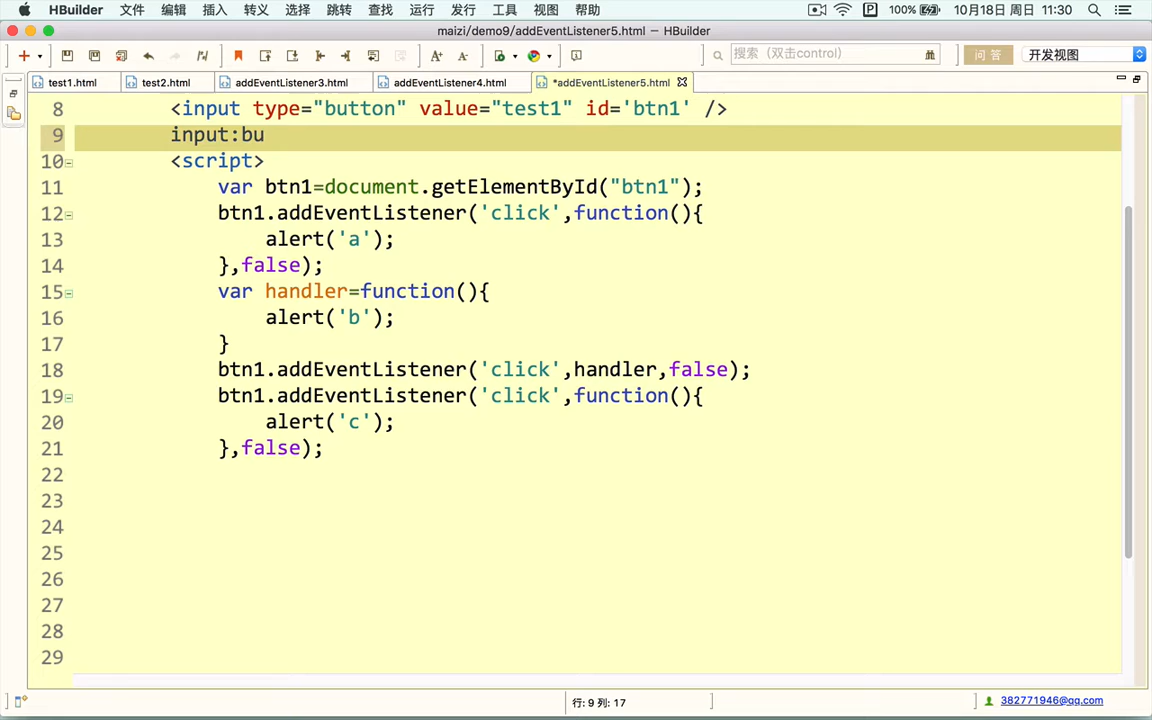 HBuilder 文件 编辑 插入 转义 选择 跳转 查找 运行 发行 工具 视图 帮助 P 100% 10月18日 周日 11:30
maizi/demo9/addEventListener5.html — HBuilder
搜索（双击control） 问 答 开发视图
test1.html test2.html addEventListener3.html addEventListener4.html *addEventListener5.html
8 <input type="button" value="test1" id='btn1' />
9 input:bu
10 <script>
11 var btn1=document.getElementById("btn1");
12 btn1.addEventListener('click',function(){
13 alert('a');
14 },false);
15 var handler=function(){
16 alert('b');
17 }
18 btn1.addEventListener('click',handler,false);
19 btn1.addEventListener('click',function(){
20 alert('c');
21 },false);
22
23
24
25
26
27
28
29
行: 9 列: 17 382771946@qq.com